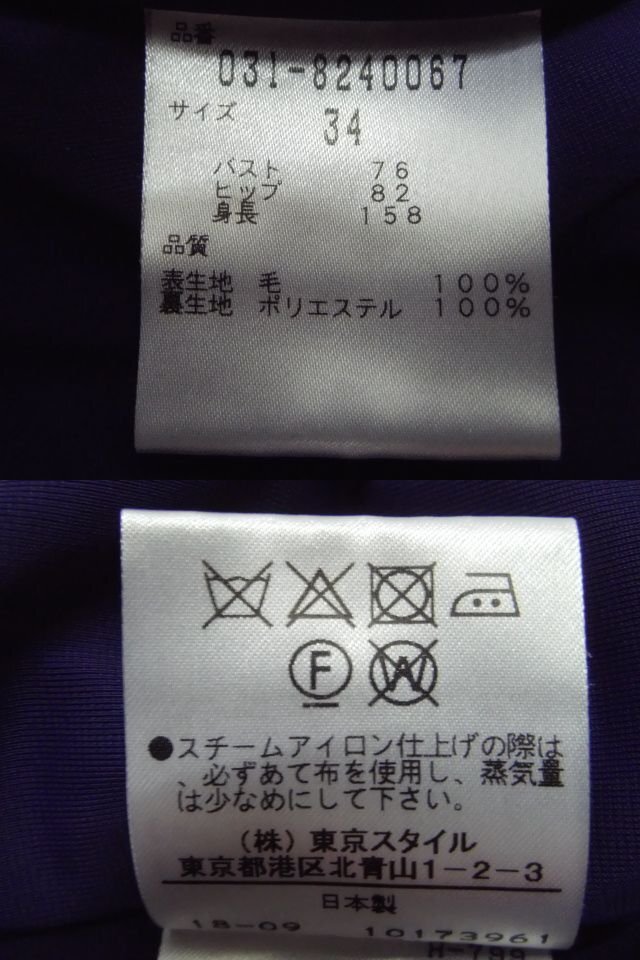 品番
031-8240067
サイズ 34
バスト 76
ヒップ 82
身長 158
品質
表生地 毛 100%
裏生地 ポリエステル 100%
F W
●スチームアイロン仕上げの際は
、必ずあて布を使用し、蒸気量
は少なめにして下さい。
(株)東京スタイル
東京都港区北青山1-2-3
日本製
18-09 10173961
H-799